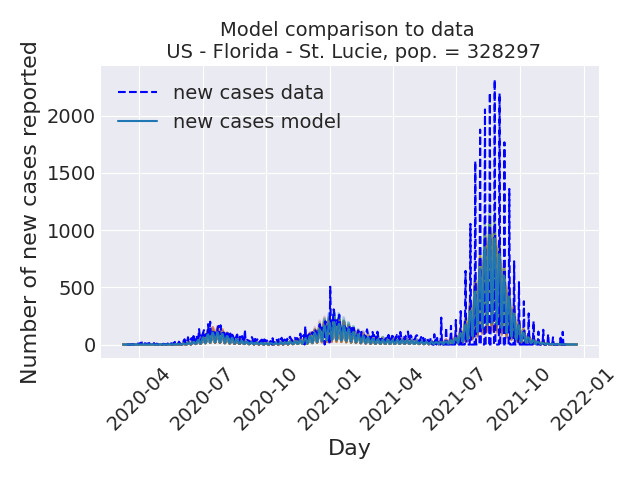 Model comparison to data
US - Florida - St. Lucie, pop. = 328297
Number of new cases reported
new cases data
new cases model
2000
1500
1000
500
0
2020-04
2020-07
2020-10
2021-01
2021-04
2021-07
2021-10
2022-01
Day